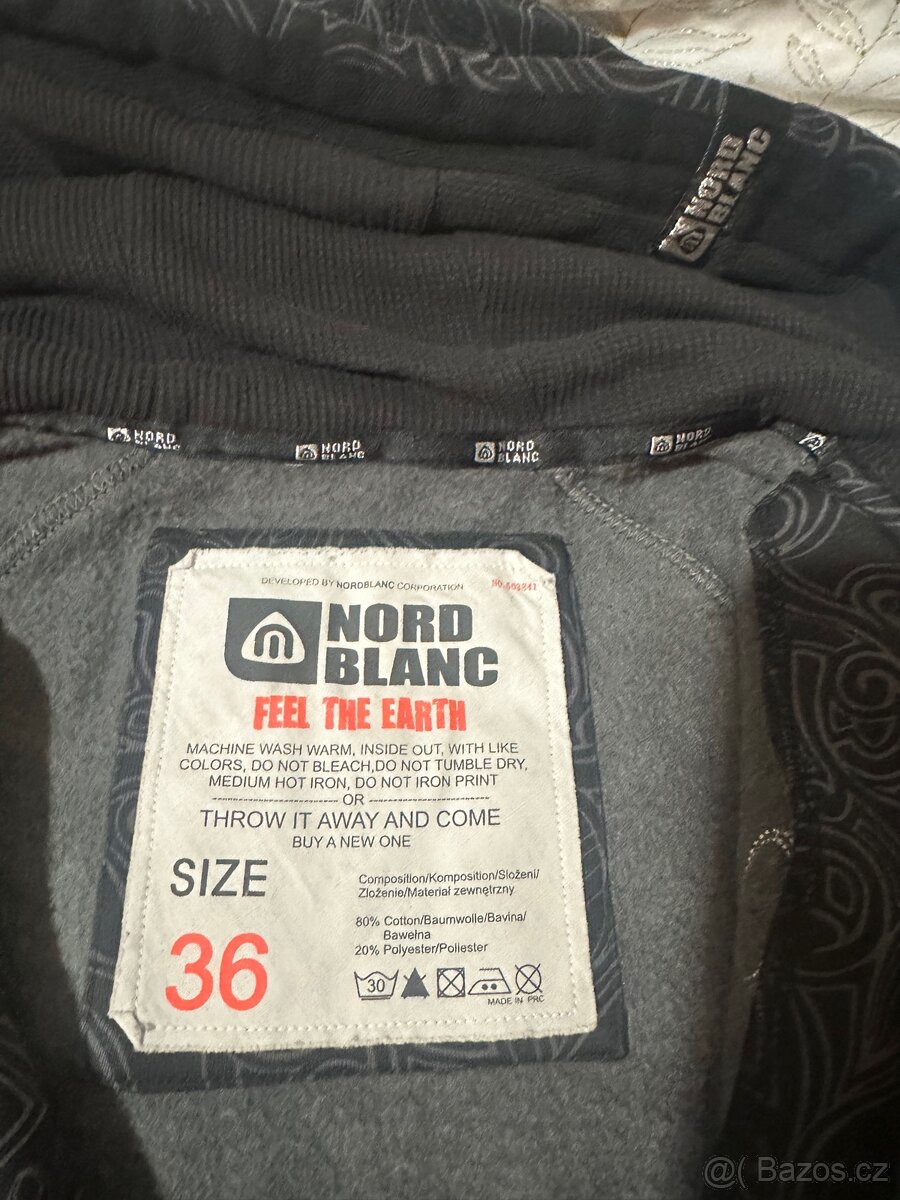 NORD
BLANC
NORD
BLANC
NORD
BLANC
NORD
BLANC
NORD
BLANC
DEVELOPED BY NORDBLANC CORPORATION
NORD
BLANC
FEEL THE EARTH
MACHINE WASH WARM, INSIDE OUT, WITH LIKE
COLORS, DO NOT BLEACH,DO NOT TUMBLE DRY,
MEDIUM HOT IRON, DO NOT IRON PRINT
OR
THROW IT AWAY AND COME
BUY A NEW ONE
SIZE
36
Composition/Komposition/Složení/
Zloženie/Materiał zewnętrzny
80% Cotton/Baumwolle/Bavlna/
Bawełna
20% Polyester/Poliester
30
MADE IN PRC
@( Bazos.cz